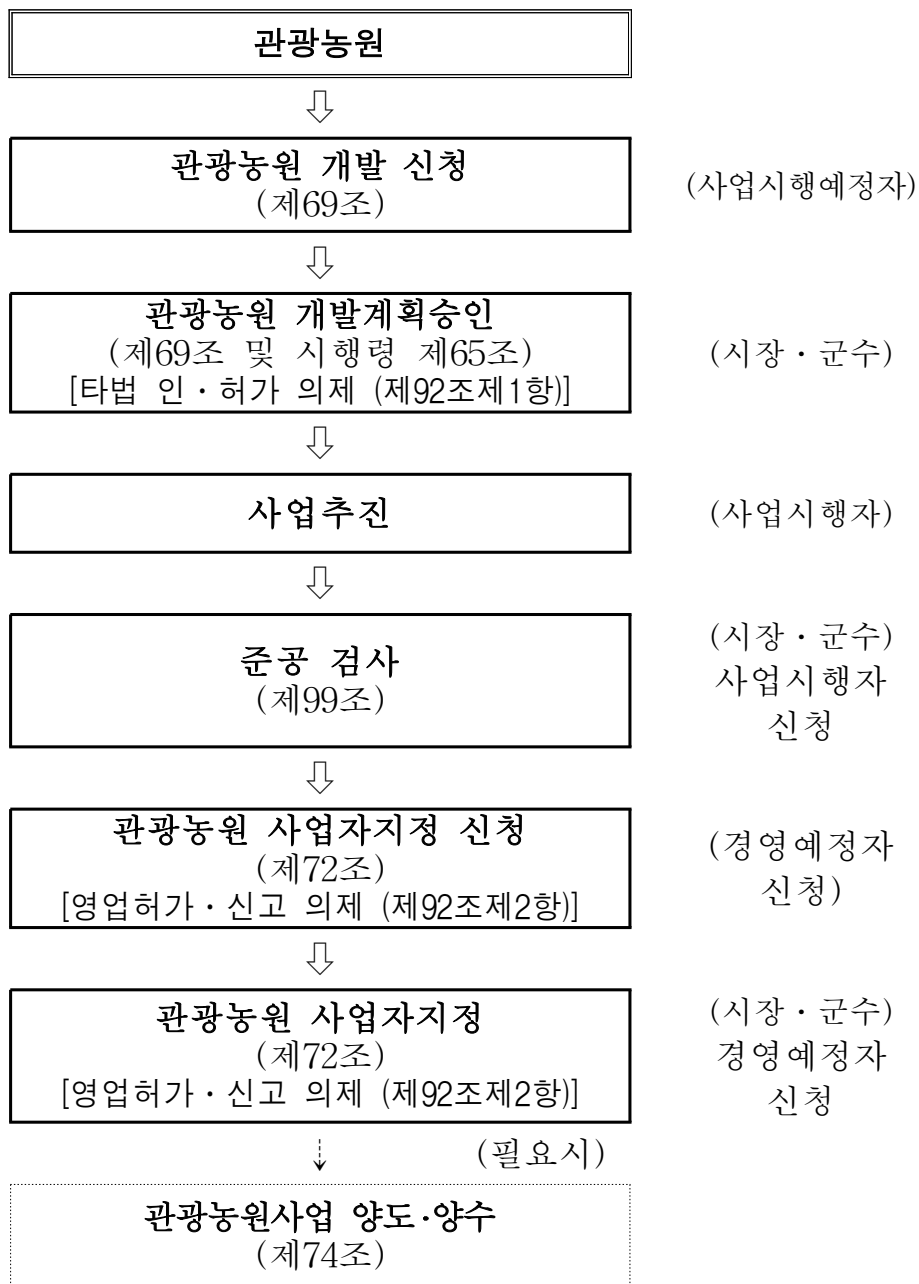 관광농원
관광농원 개발 신청
(제69조)
(사업시행예정자)
관광농원 개발계획승인
(제69조 및 시행령 제65조)
[타법 인·허가 의제 (제92조제1항)]
(시장·군수)
사업추진
(사업시행자)
준공 검사
(제99조)
(시장·군수)
사업시행자
신청
관광농원 사업자지정 신청
(제72조)
[영업허가·신고 의제 (제92조제2항)]
(경영예정자
신청)
관광농원 사업자지정
(제72조)
[영업허가·신고 의제 (제92조제2항)]
(시장·군수)
경영예정자
신청
(필요시)
관광농원사업 양도·양수
(제74조)